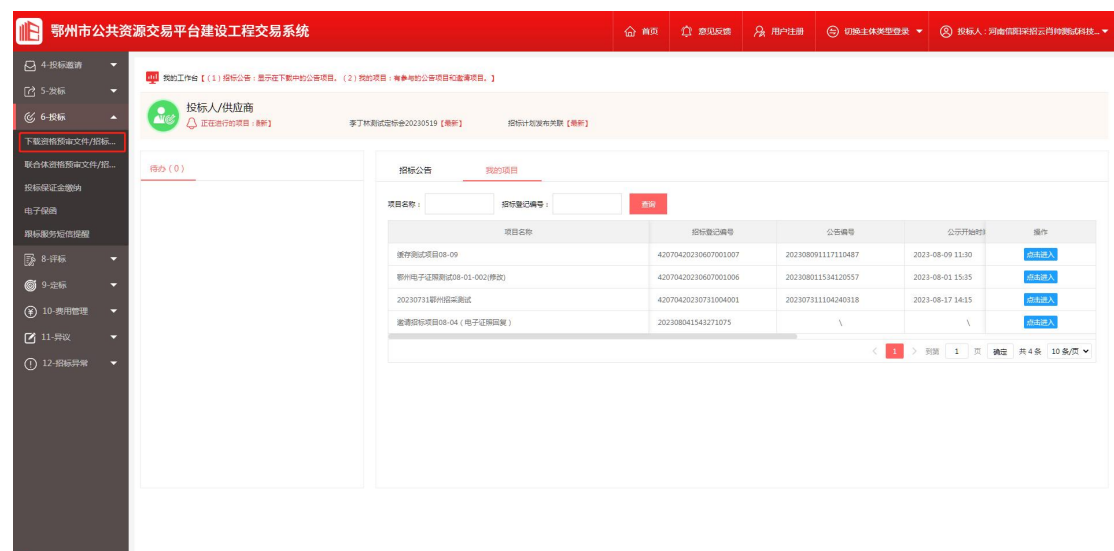 鄂州市公共资源交易平台建设工程交易系统
首页 意见反馈 用户注册 切换主体类型登录 投标人：河南信阳采招云肖帅测试科技...
4-投标邀请
5-发标
6-投标
下载资格预审文件/招标...
联合体资格预审文件/招...
投标保证金缴纳
电子保函
跟标服务短信提醒
8-评标
9-定标
10-费用管理
11-异议
12-招标异常
我的工作台【（1）招标公告：显示在下载中的公告项目。（2）我的项目：有参与的公告项目和邀请项目。】
投标人/供应商
正在进行的项目：最新】 李丁林测试定标会20230519【最新】 招标计划发布关联【最新】
待办（0）
招标公告 我的项目
项目名称： 招标登记编号： 查询
项目名称 招标登记编号 公告编号 公示开始时 操作
缓存测试项目08-09 42070420230607001007 202308091117110487 2023-08-09 11:30 点击进入
鄂州电子证照测试08-01-002(修改) 42070420230607001006 202308011534120557 2023-08-01 15:35 点击进入
20230731鄂州招采测试 42070420230731004001 202307311104240318 2023-08-17 14:15 点击进入
邀请招标项目08-04（电子证照回复） 202308041543271075 \ \ 点击进入
< 1 > 到第 1 页 确定 共 4 条 10 条/页